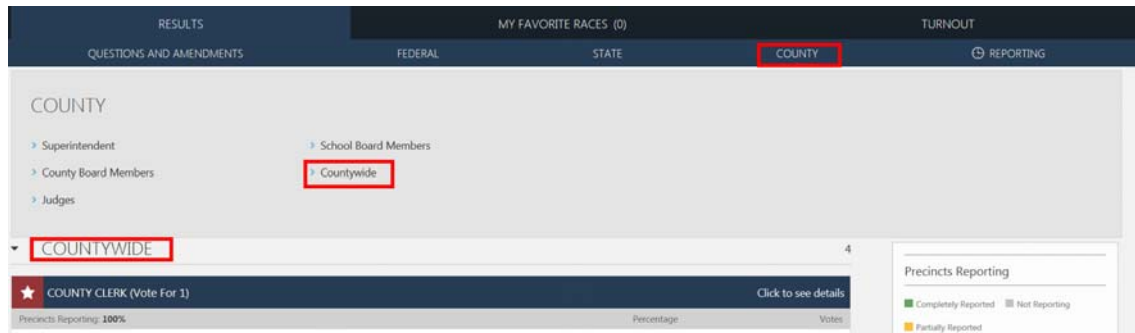 RESULTS MY FAVORITE RACES (0) TURNOUT
QUESTIONS AND AMENDMENTS FEDERAL STATE COUNTY REPORTING
COUNTY
Superintendent School Board Members
County Board Members Countywide
Judges
COUNTYWIDE 4
Precincts Reporting
COUNTY CLERK (Vote For 1) Click to see details
Completely Reported Not Reporting
Precincts Reporting: 100% Percentage Votes
Partially Reported